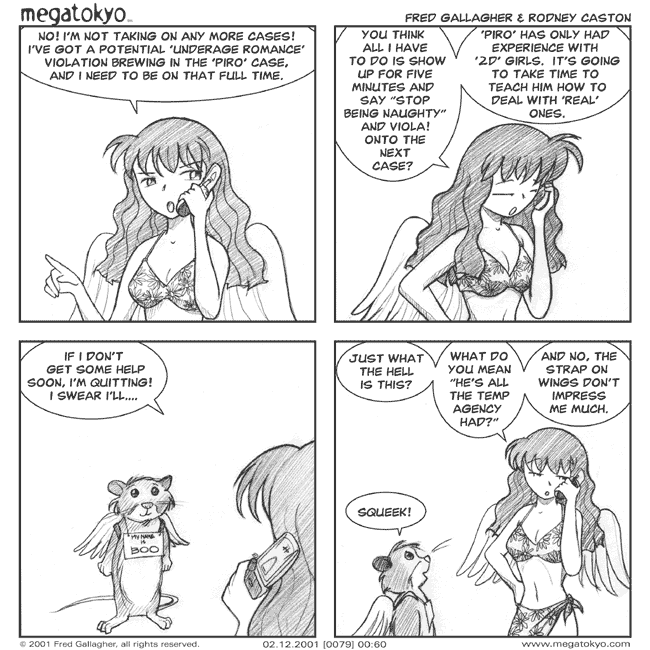 megatokyo™
FRED GALLAGHER & RODNEY CASTON
NO! I'M NOT TAKING ON ANY MORE CASES!
I'VE GOT A POTENTIAL 'UNDERAGE ROMANCE'
VIOLATION BREWING IN THE 'PIRO' CASE,
AND I NEED TO BE ON THAT FULL TIME.
YOU THINK
ALL I HAVE
TO DO IS SHOW
UP FOR FIVE
MINUTES AND
SAY "STOP
BEING NAUGHTY"
AND VIOLA!
ONTO THE
NEXT
CASE?
'PIRO' HAS ONLY HAD
EXPERIENCE WITH
'2D' GIRLS. IT'S GOING
TO TAKE TIME TO
TEACH HIM HOW TO
DEAL WITH 'REAL'
ONES.
IF I DON'T
GET SOME HELP
SOON, I'M QUITTING!
I SWEAR I'LL....
MY NAME
IS
BOO
JUST WHAT
THE HELL
IS THIS?
WHAT DO
YOU MEAN
"HE'S ALL
THE TEMP
AGENCY
HAD?"
AND NO, THE
STRAP ON
WINGS DON'T
IMPRESS
ME MUCH.
SQUEEK!
© 2001 Fred Gallagher, all rights reserved.
02.12.2001 [0079] 00:60
www.megatokyo.com